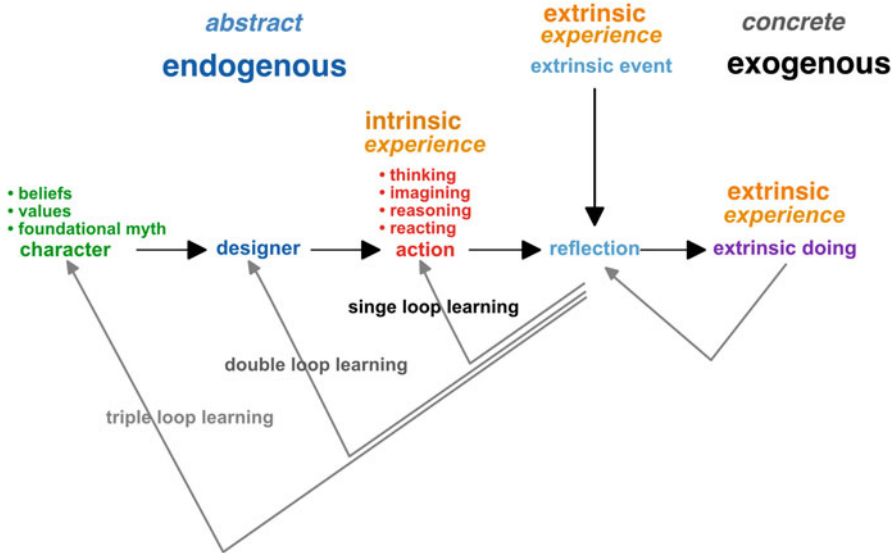 abstract
endogenous
extrinsic
experience
extrinsic event
concrete
exogenous
intrinsic
experience
• thinking
• imagining
• reasoning
• reacting
action
• beliefs
• values
• foundational myth
character
designer
reflection
extrinsic
experience
extrinsic doing
singe loop learning
double loop learning
triple loop learning